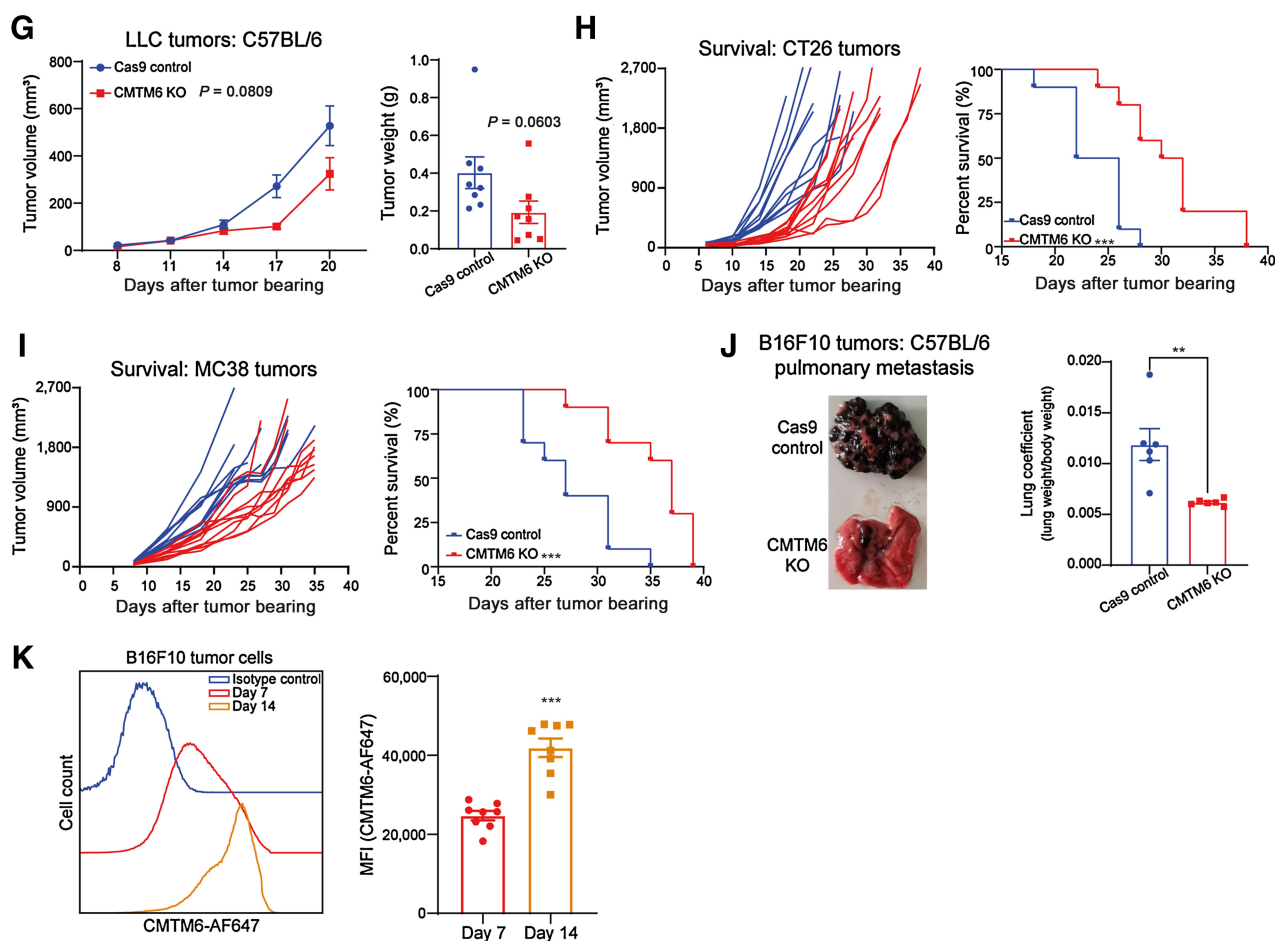 G
LLC tumors: C57BL/6
Tumor volume (mm³)
800
600
400
200
0
Cas9 control
CMTM6 KO
P = 0.0809
8
11
14
17
20
Days after tumor bearing
Tumor weight (g)
1.0
0.8
0.6
0.4
0.2
0.0
P = 0.0603
Cas9 control
CMTM6 KO
H
Survival: CT26 tumors
Tumor volume (mm³)
2,700
1,800
900
0
0
5
10
15
20
25
30
35
40
Days after tumor bearing
Percent survival (%)
100
75
50
25
0
Cas9 control
CMTM6 KO ***
15
20
25
30
35
40
Days after tumor bearing
I
Survival: MC38 tumors
Tumor volume (mm³)
2,700
1,800
900
0
0
5
10
15
20
25
30
35
40
Days after tumor bearing
Percent survival (%)
100
75
50
25
0
Cas9 control
CMTM6 KO ***
15
20
25
30
35
40
Days after tumor bearing
J
B16F10 tumors: C57BL/6
pulmonary metastasis
Cas9
control
CMTM6
KO
Lung coefficient
(lung weight/body weight)
0.020
0.015
0.010
0.005
0.000
**
Cas9 control
CMTM6 KO
K
B16F10 tumor cells
Isotype control
Day 7
Day 14
Cell count
CMTM6-AF647
MFI (CMTM6-AF647)
60,000
40,000
20,000
0
***
Day 7
Day 14